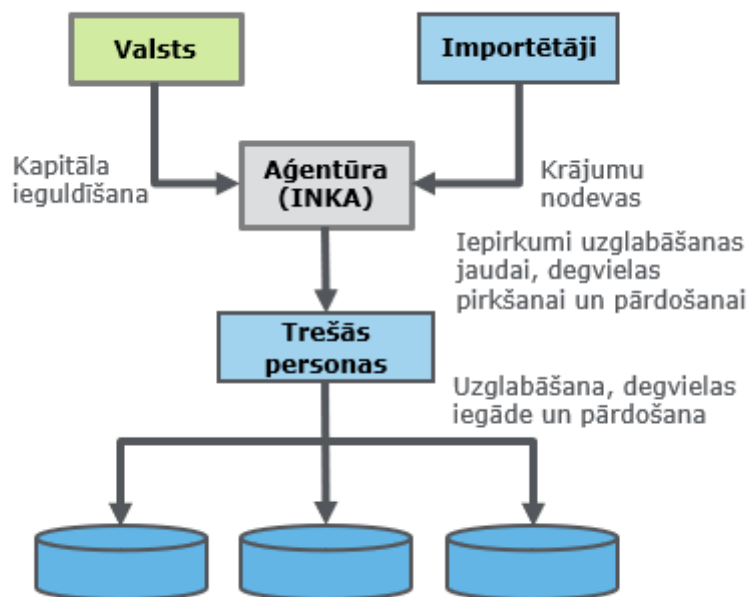 Valsts
Importētāji
Kapitāla
ieguldīšana
Aģentūra
(INKA)
Krājumu
nodevas
Iepirkumi uzglabāšanas
jaudai, degvielas
pirkšanai un pārdošanai
Trešās
personas
Uzglabāšana, degvielas
iegāde un pārdošana